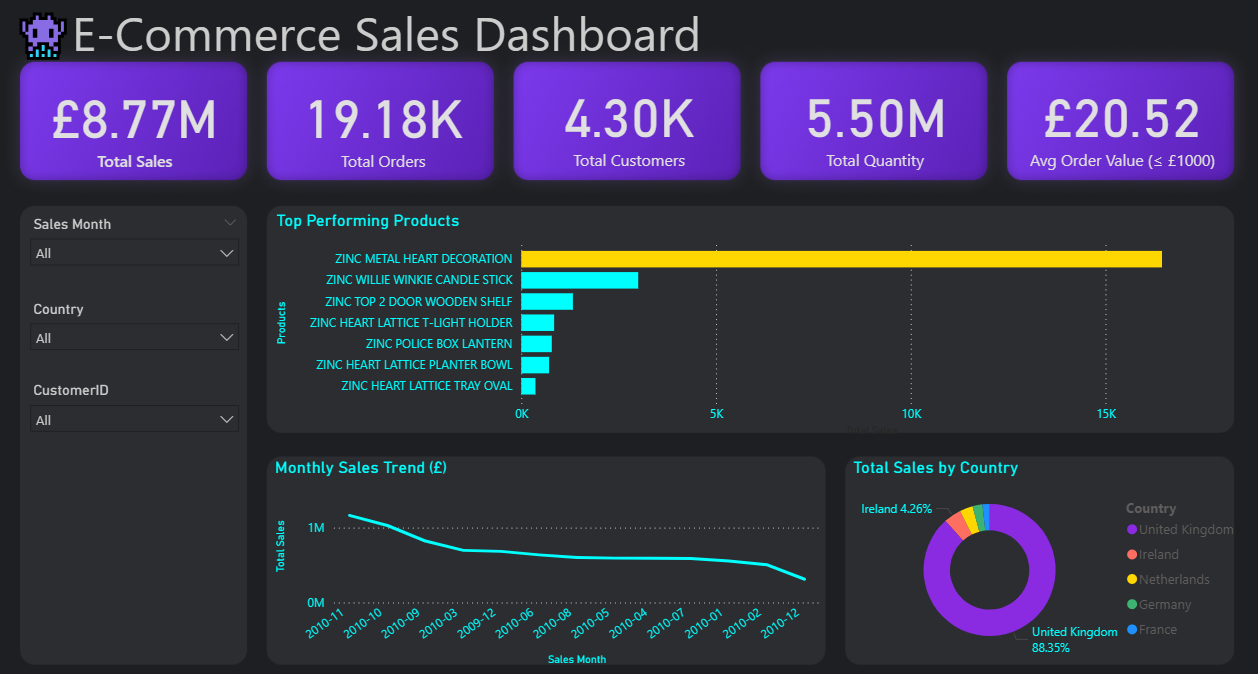 E-Commerce Sales Dashboard
£8.77M
Total Sales
19.18K
Total Orders
4.30K
Total Customers
5.50M
Total Quantity
£20.52
Avg Order Value (≤ £1000)
Sales Month
All
Country
All
CustomerID
All
Top Performing Products
Products
ZINC METAL HEART DECORATION
ZINC WILLIE WINKIE CANDLE STICK
ZINC TOP 2 DOOR WOODEN SHELF
ZINC HEART LATTICE T-LIGHT HOLDER
ZINC POLICE BOX LANTERN
ZINC HEART LATTICE PLANTER BOWL
ZINC HEART LATTICE TRAY OVAL
0K
5K
10K
15K
Total Sales
Monthly Sales Trend (£)
Total Sales
1M
0M
2010-11
2010-10
2010-09
2010-03
2009-12
2010-06
2010-08
2010-05
2010-04
2010-07
2010-01
2010-02
2010-12
Sales Month
Total Sales by Country
Ireland 4.26%
United Kingdom
88.35%
Country
United Kingdom
Ireland
Netherlands
Germany
France